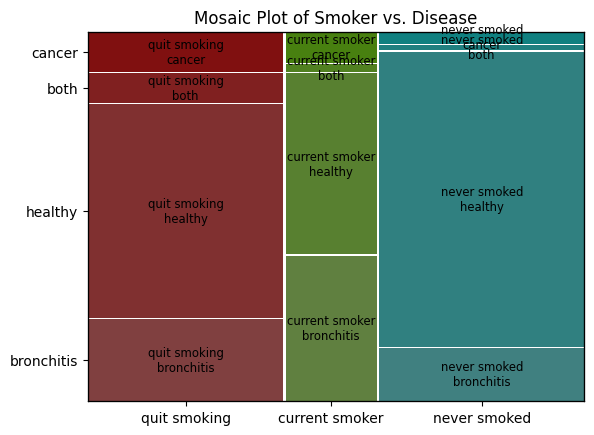 Mosaic Plot of Smoker vs. Disease
cancer
both
healthy
bronchitis
quit smoking
cancer
quit smoking
both
quit smoking
healthy
quit smoking
bronchitis
current smoker
cancer
current smoker
both
current smoker
healthy
current smoker
bronchitis
never smoked
cancer
never smoked
both
never smoked
healthy
never smoked
bronchitis
quit smoking
current smoker
never smoked